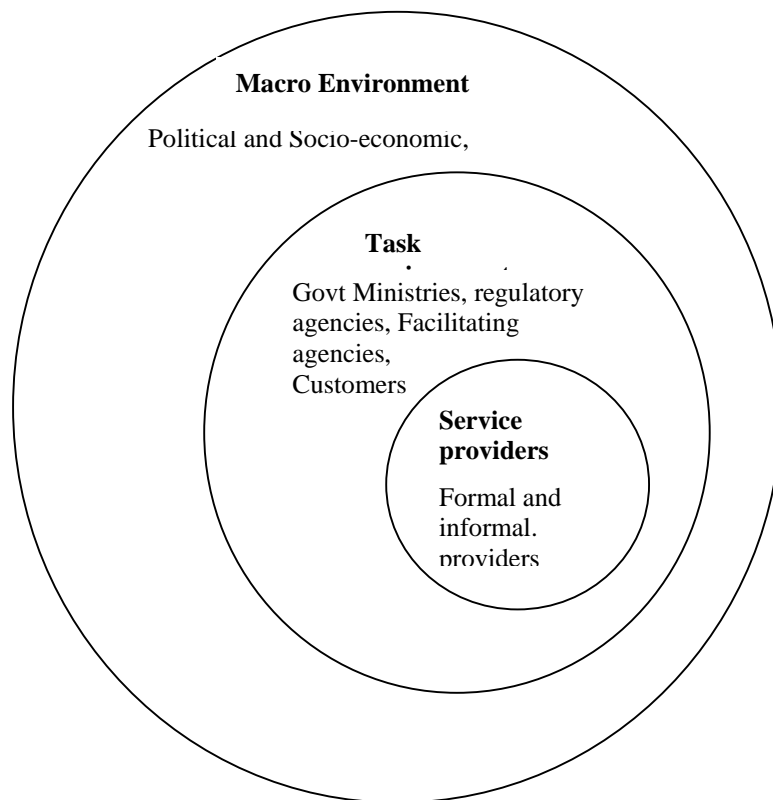 Macro Environment
Political and Socio-economic,
Task
Govt Ministries, regulatory
agencies, Facilitating
agencies,
Customers
Service
providers
Formal and
informal.
providers